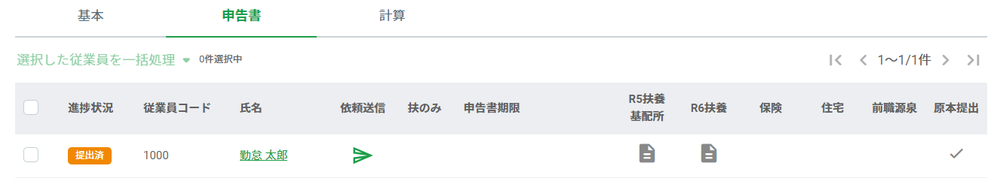 基本 申告書 計算
選択した従業員を一括処理 0件選択中 1〜1/1件
進捗状況 従業員コード 氏名 依頼送信 扶のみ 申告書期限 R5扶養 基配所 R6扶養 保険 住宅 前職源泉 原本提出
提出済 1000 勤怠 太郎